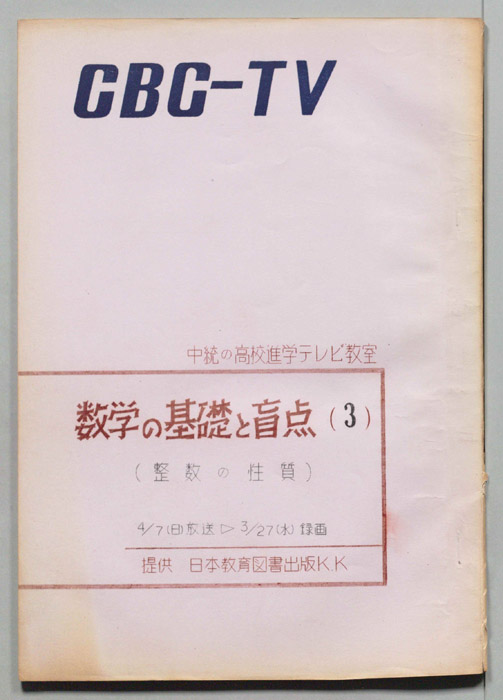 CBC-TV
中統の高校進学テレビ教室
数学の基礎と盲点(3)
(整数の性質)
4/7(日)放送▷3/27(水)録画
提供 日本教育図書出版K.K